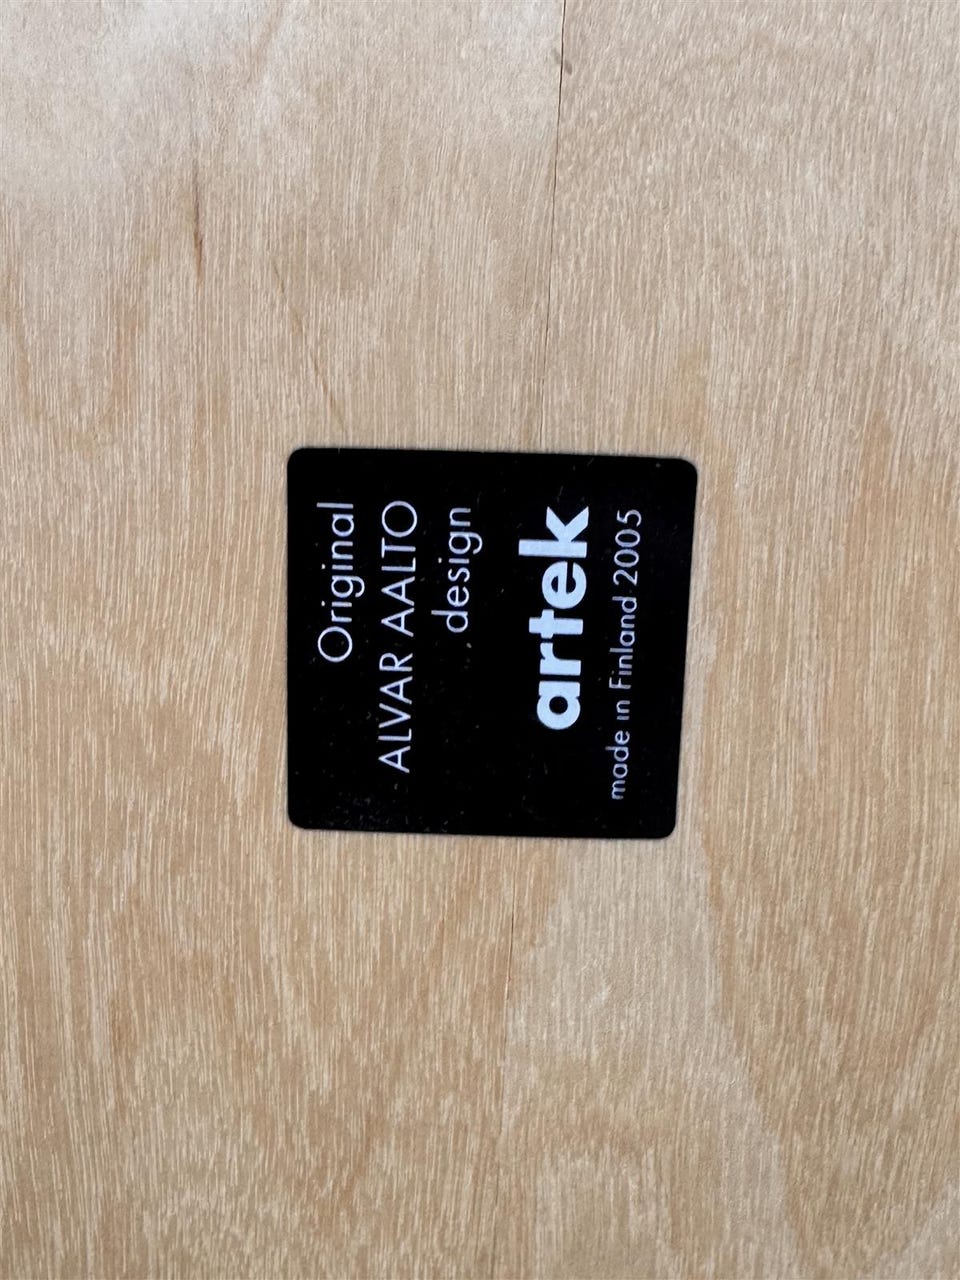 Original
ALVAR AALTO
design
artek
made in Finland 2005